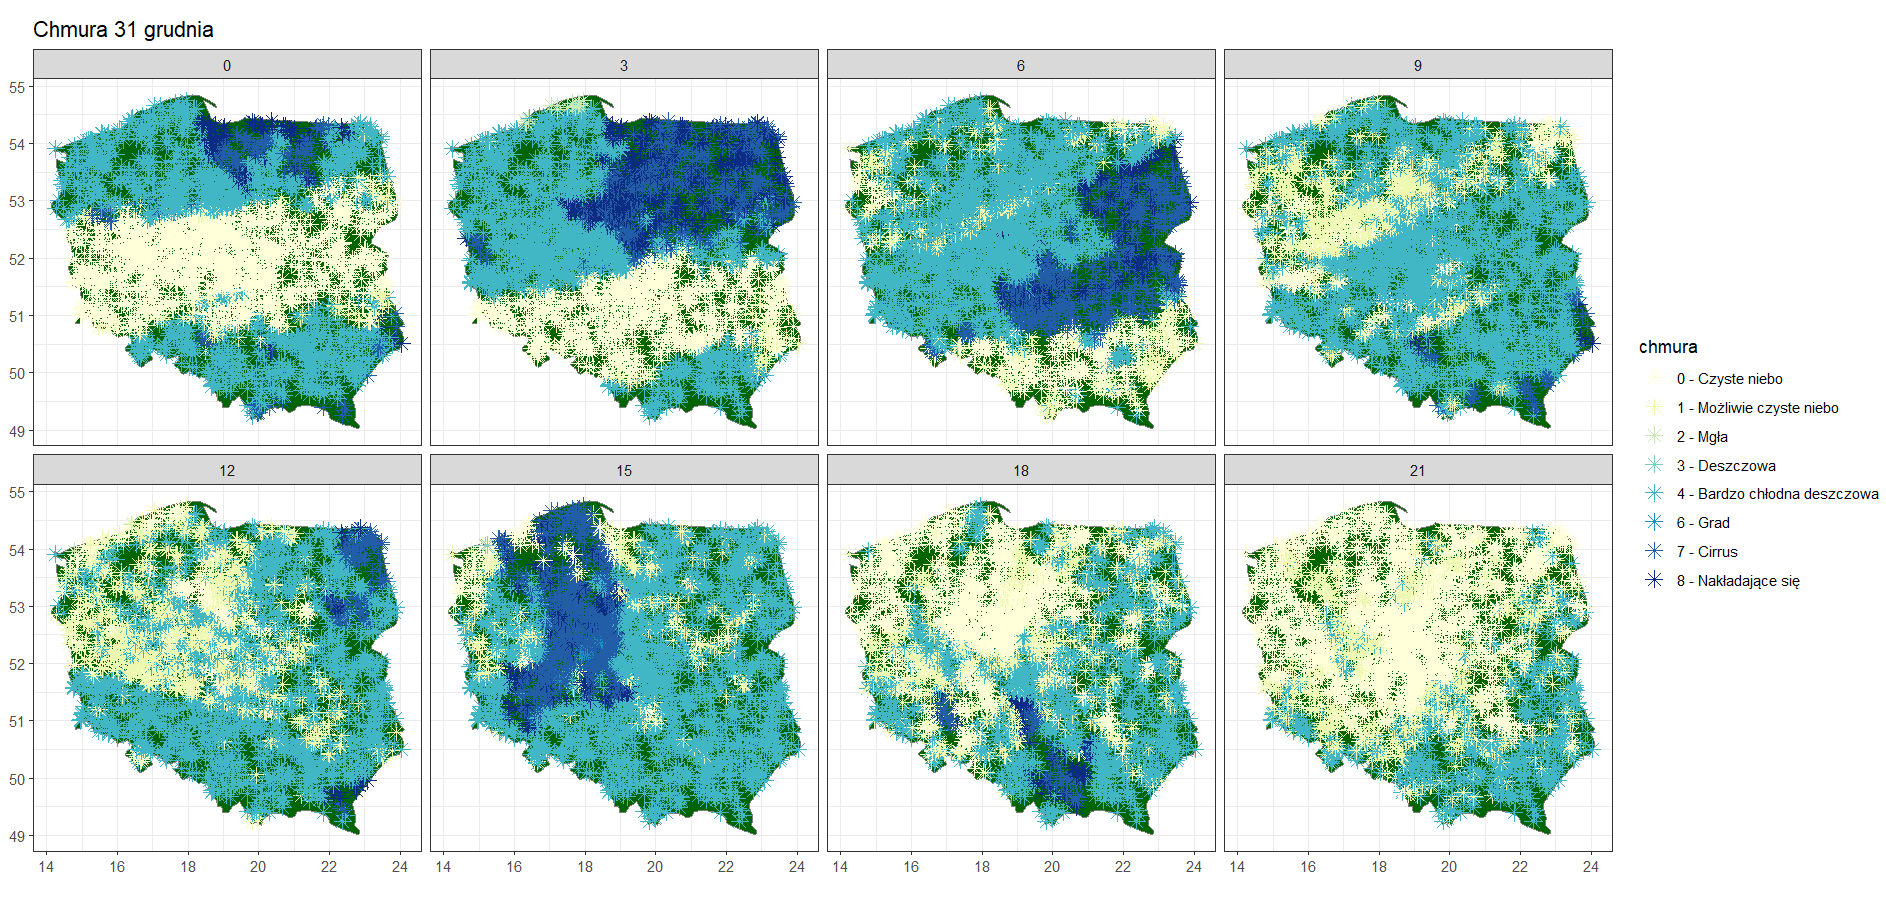 Chmura 31 grudnia
0 3 6 9
55
54
53
52
51
50
49
12 15 18 21
55
54
53
52
51
50
49
14 16 18 20 22 24 14 16 18 20 22 24 14 16 18 20 22 24 14 16 18 20 22 24
chmura
0 - Czyste niebo
1 - Możliwie czyste niebo
2 - Mgła
3 - Deszczowa
4 - Bardzo chłodna deszczowa
6 - Grad
7 - Cirrus
8 - Nakładające się